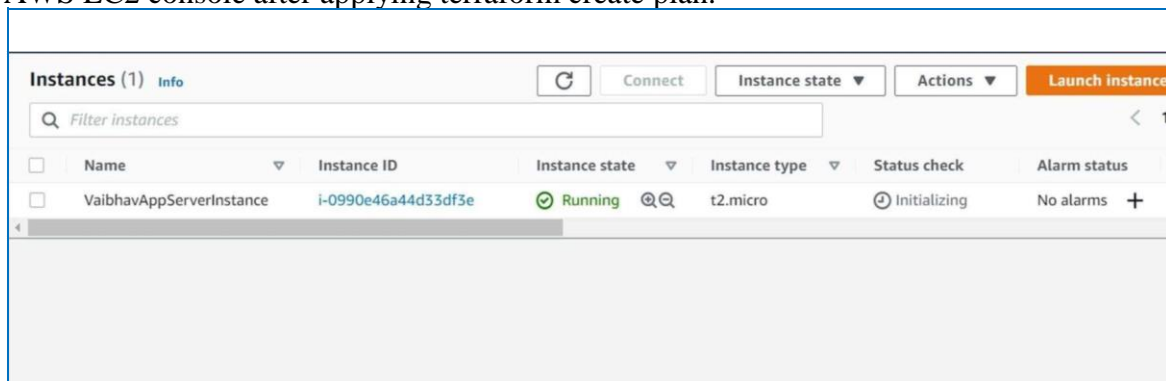 AWS EC2 console after applying terraform create plan.
Instances (1) Info
Connect
Instance state
Actions
Launch instance
Filter instances
1
Name Instance ID Instance state Instance type Status check Alarm status
VaibhavAppServerInstance i-0990e46a44d33df3e Running t2.micro Initializing No alarms +